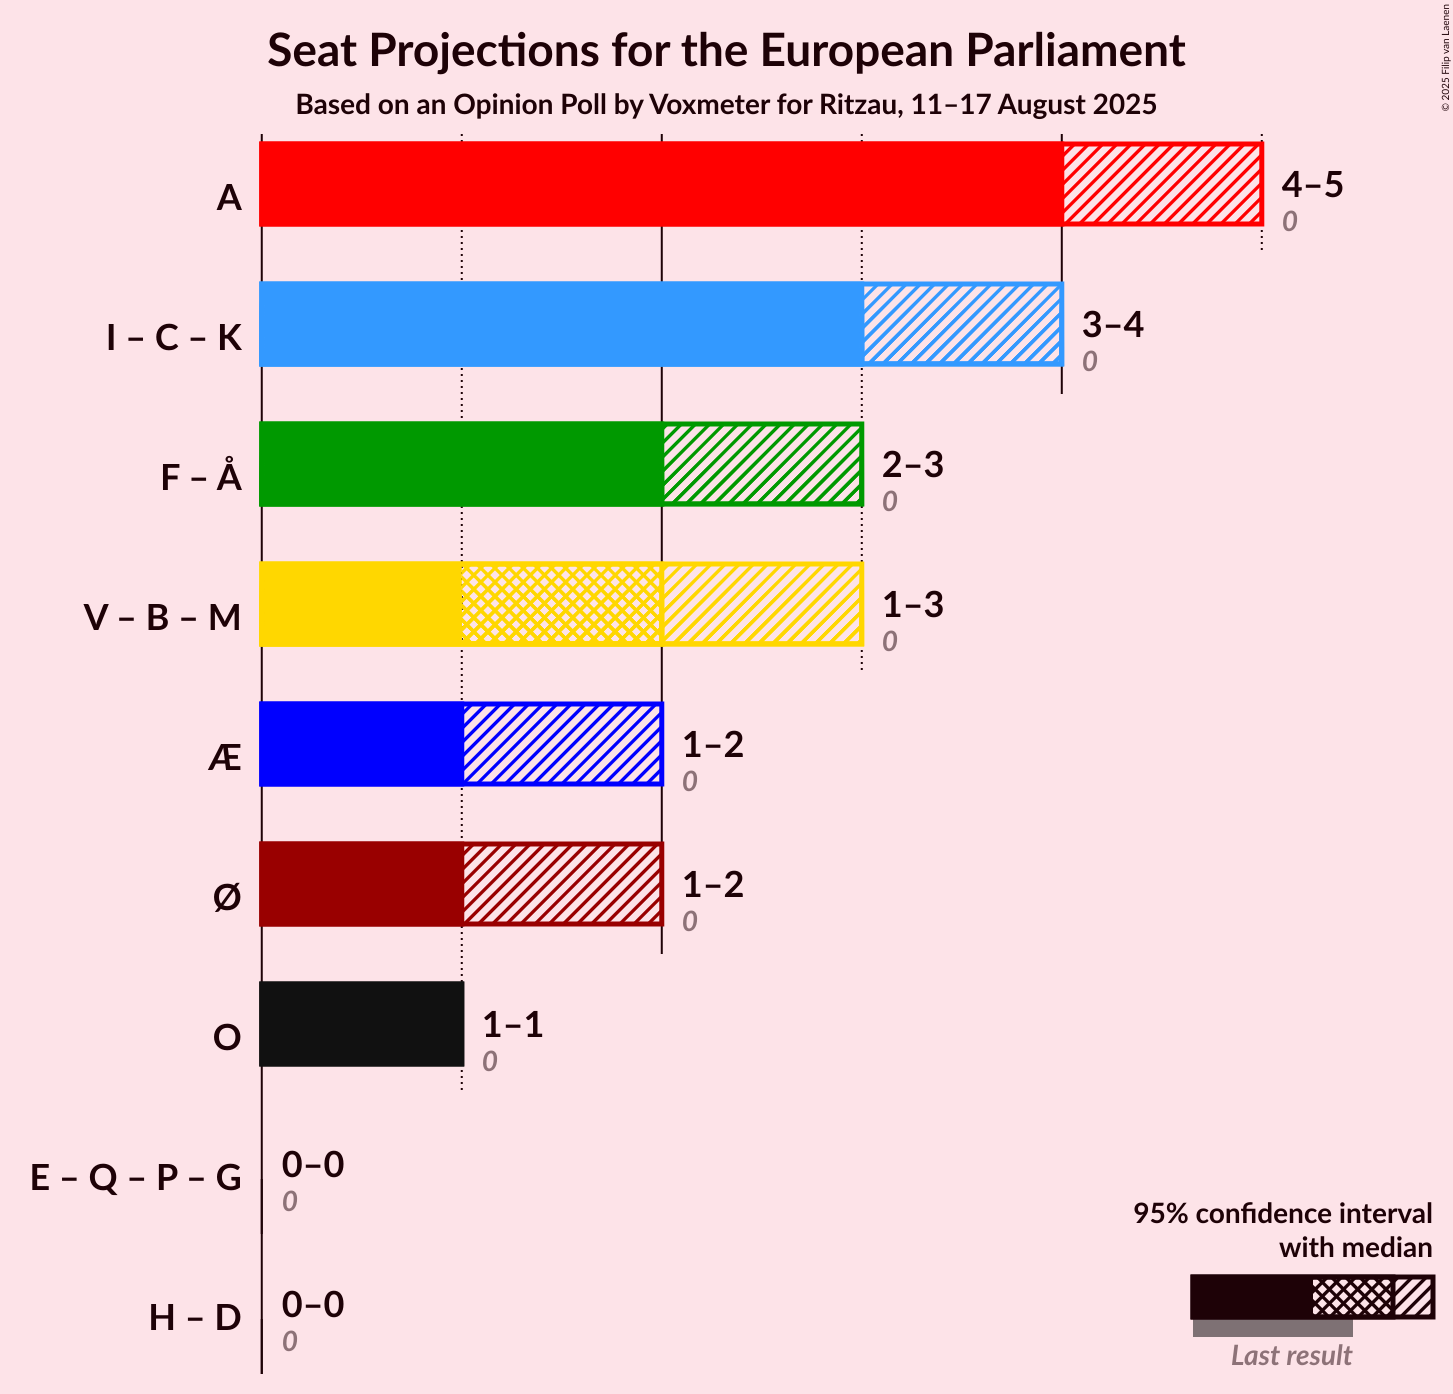 Seat Projections for the European Parliament
Based on an Opinion Poll by Voxmeter for Ritzau, 11–17 August 2025
© 2025 Filip van Laenen
A
4–5
0
I – C – K
3–4
0
F – Å
2–3
0
V – B – M
1–3
0
Æ
1–2
0
Ø
1–2
0
O
1–1
0
E – Q – P – G
0–0
0
H – D
0–0
0
95% confidence interval
with median
Last result